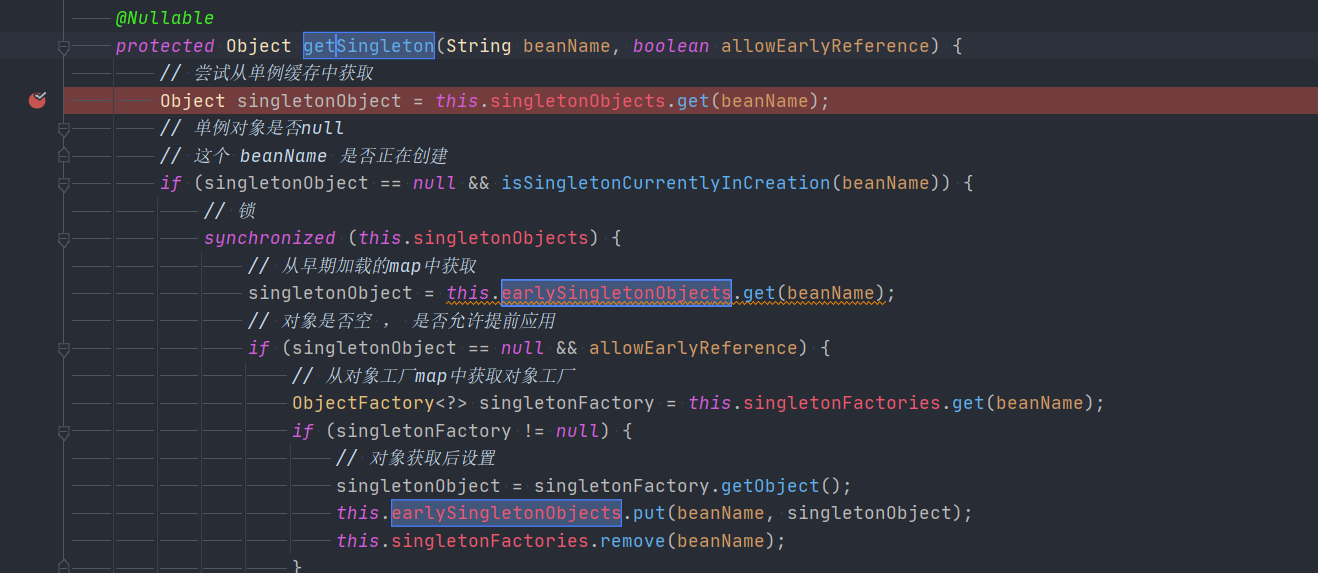 @Nullable
protected Object getSingleton(String beanName, boolean allowEarlyReference) {
// 尝试从单例缓存中获取
Object singletonObject = this.singletonObjects.get(beanName);
// 单例对象是否null
// 这个 beanName 是否正在创建
if (singletonObject == null && isSingletonCurrentlyInCreation(beanName)) {
// 锁
synchronized (this.singletonObjects) {
// 从早期加载的map中获取
singletonObject = this.earlySingletonObjects.get(beanName);
// 对象是否空 ， 是否允许提前应用
if (singletonObject == null && allowEarlyReference) {
// 从对象工厂map中获取对象工厂
ObjectFactory<?> singletonFactory = this.singletonFactories.get(beanName);
if (singletonFactory != null) {
// 对象获取后设置
singletonObject = singletonFactory.getObject();
this.earlySingletonObjects.put(beanName, singletonObject);
this.singletonFactories.remove(beanName);
}